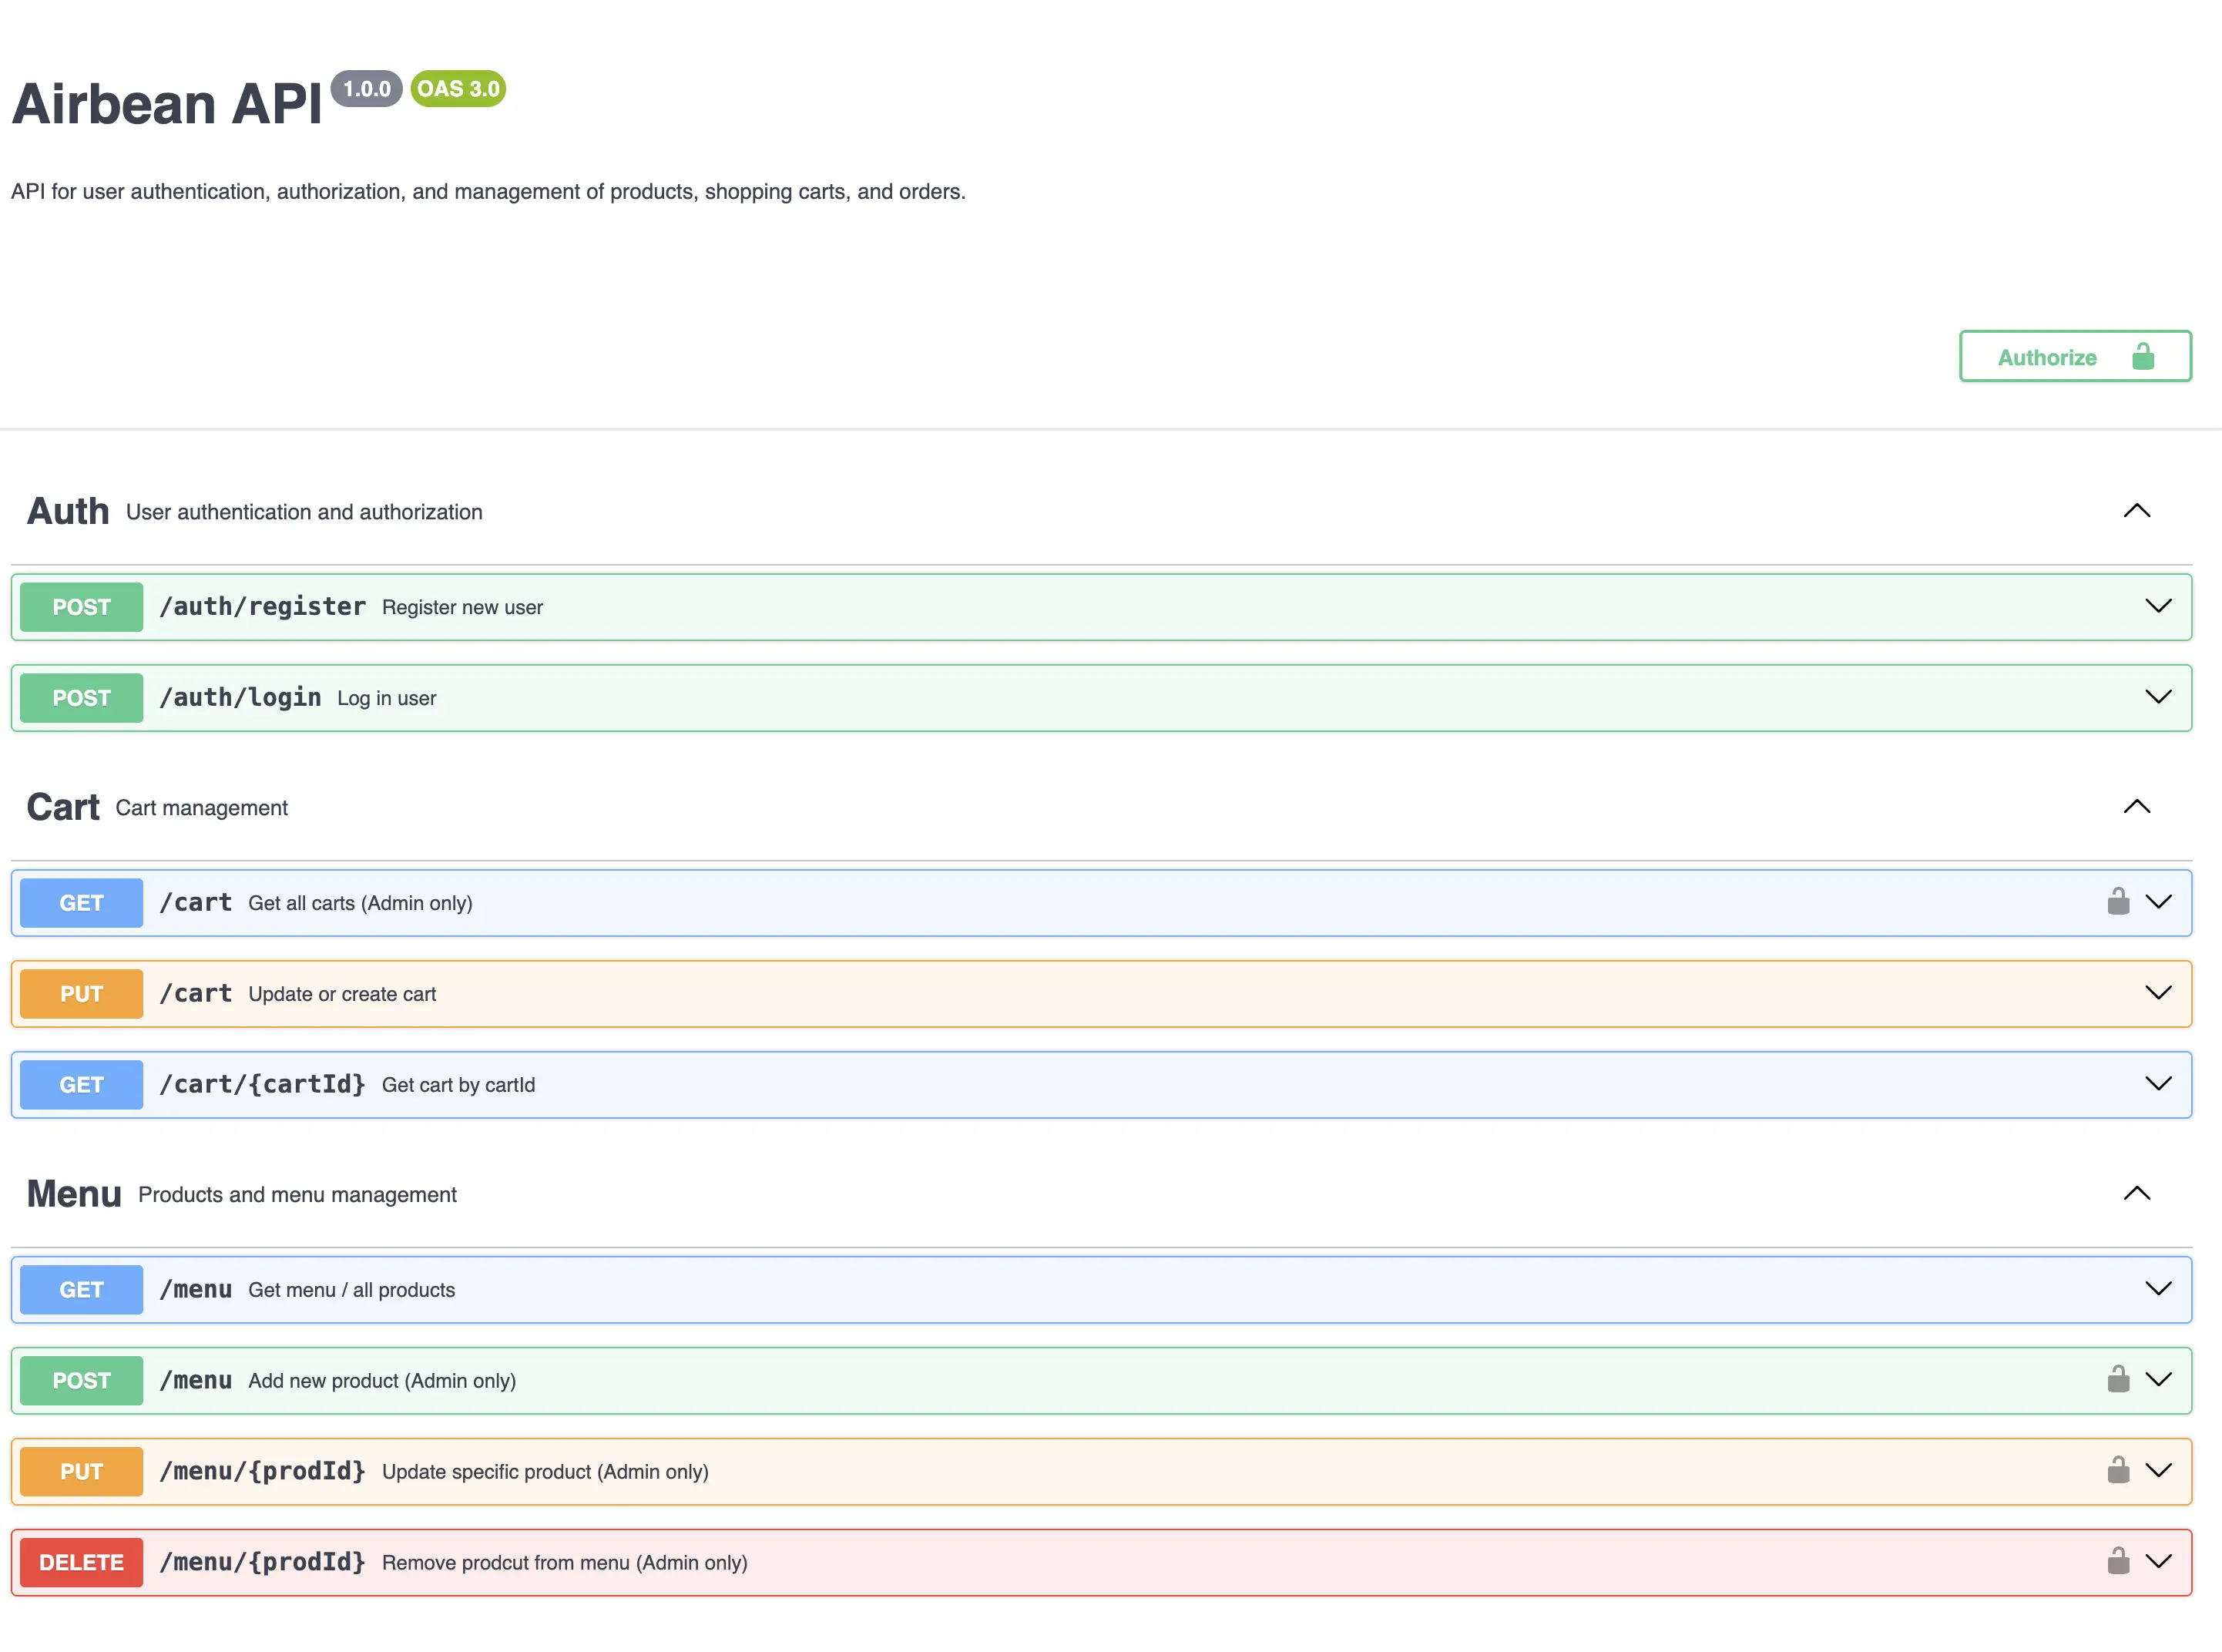 Airbean API 1.0.0 OAS 3.0
API for user authentication, authorization, and management of products, shopping carts, and orders.
Authorize
Auth User authentication and authorization
POST /auth/register Register new user
POST /auth/login Log in user
Cart Cart management
GET /cart Get all carts (Admin only)
PUT /cart Update or create cart
GET /cart/{cartId} Get cart by cartId
Menu Products and menu management
GET /menu Get menu / all products
POST /menu Add new product (Admin only)
PUT /menu/{prodId} Update specific product (Admin only)
DELETE /menu/{prodId} Remove prodcut from menu (Admin only)